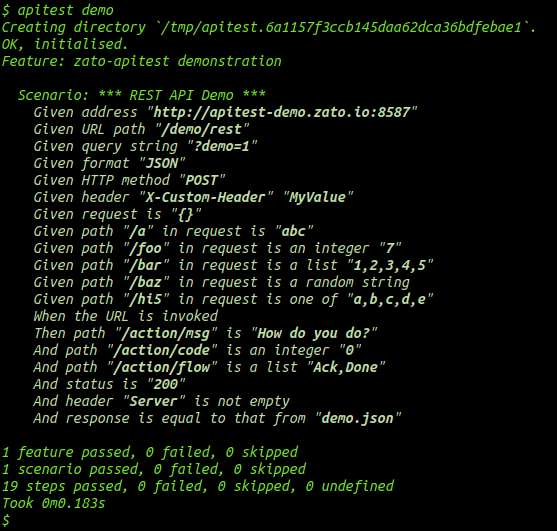 $ apitest demo
Creating directory `/tmp/apitest.6a1157f3ccb145daa62dca36bdfebae1`.
OK, initialised.
Feature: zato-apitest demonstration
Scenario: *** REST API Demo ***
Given address "http://apitest-demo.zato.io:8587"
Given URL path "/demo/rest"
Given query string "?demo=1"
Given format "JSON"
Given HTTP method "POST"
Given header "X-Custom-Header" "MyValue"
Given request is "{}"
Given path "/a" in request is "abc"
Given path "/foo" in request is an integer "7"
Given path "/bar" in request is a list "1,2,3,4,5"
Given path "/baz" in request is a random string
Given path "/hi5" in request is one of "a,b,c,d,e"
When the URL is invoked
Then path "/action/msg" is "How do you do?"
And path "/action/code" is an integer "0"
And path "/action/flow" is a list "Ack,Done"
And status is "200"
And header "Server" is not empty
And response is equal to that from "demo.json"
1 feature passed, 0 failed, 0 skipped
1 scenario passed, 0 failed, 0 skipped
19 steps passed, 0 failed, 0 skipped, 0 undefined
Took 0m0.183s
$